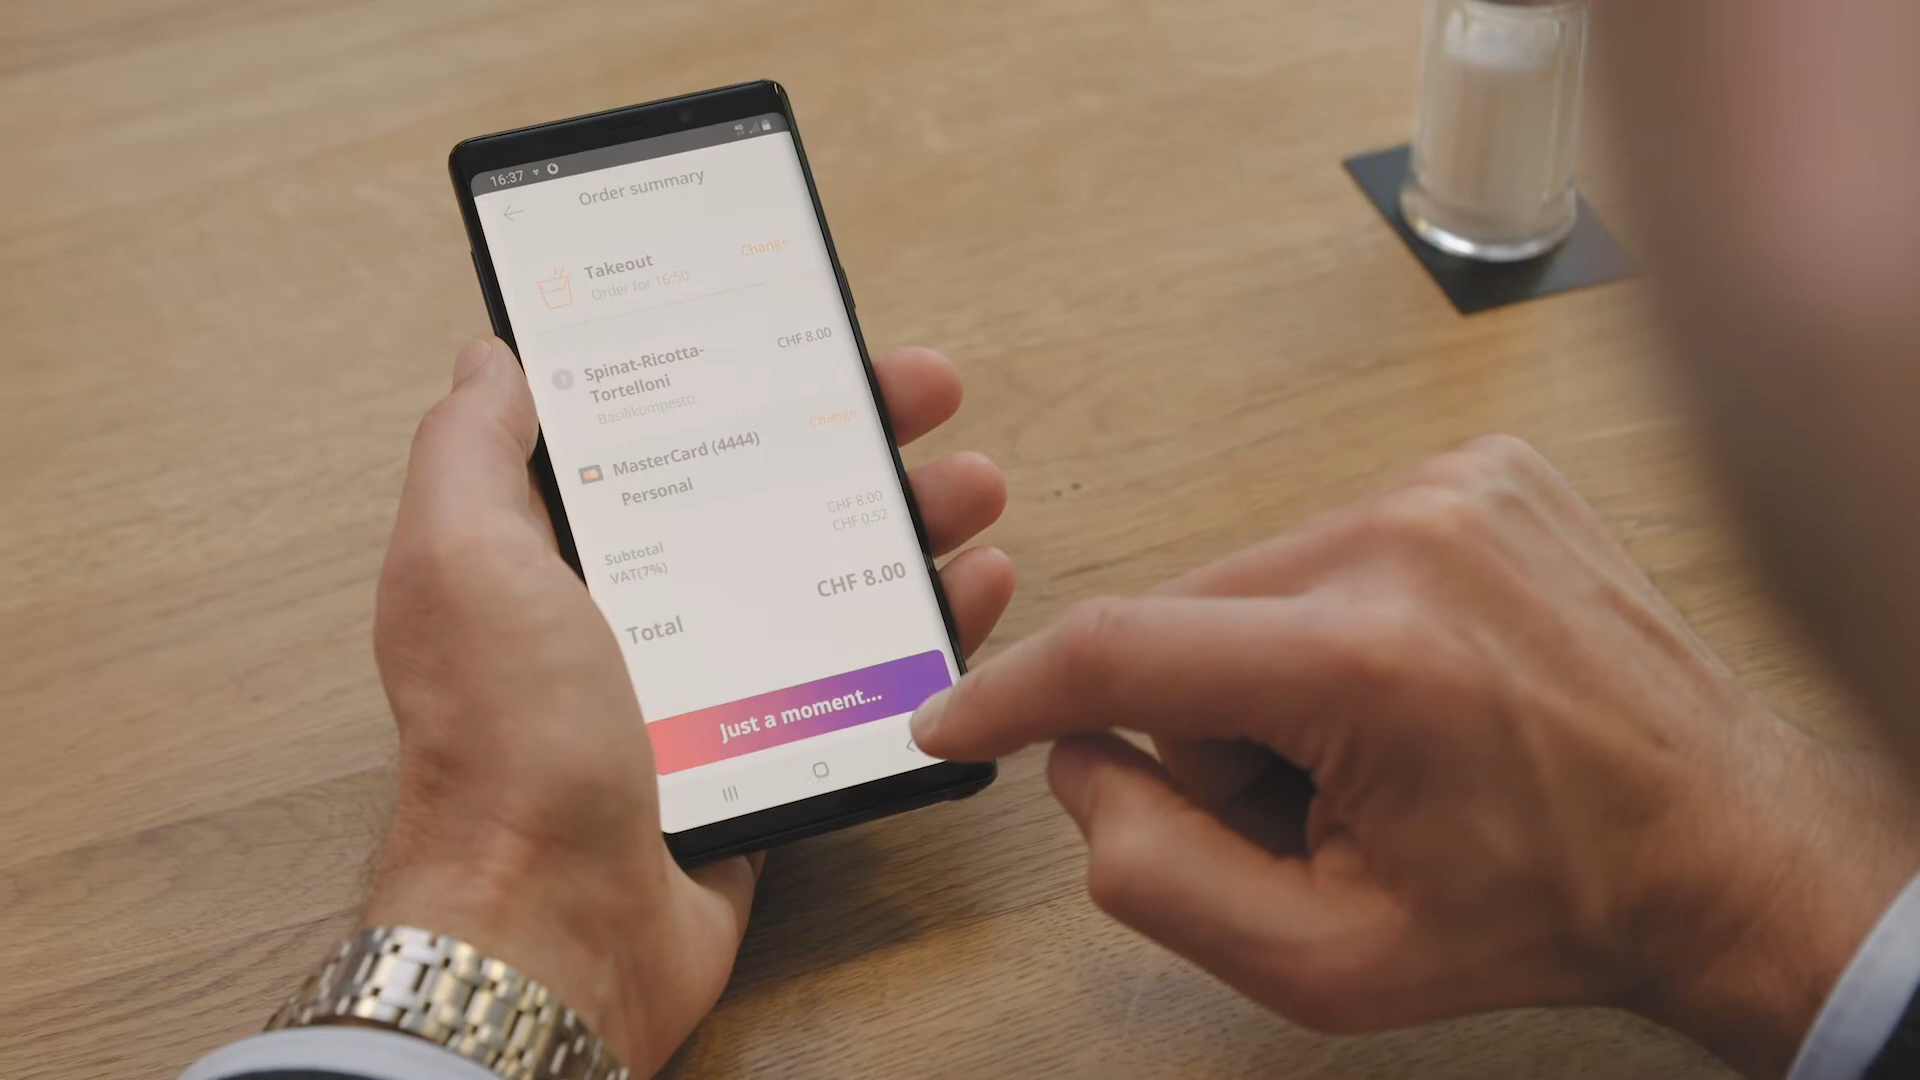 16:37
Order summary
Takeout
Change
Order for 16:50
Spinat-Ricotta-
Tortelloni
CHF 8.00
Basilikumpesto
MasterCard (4444)
Change
Personal
CHF 8.00
CHF 0.52
Subtotal
VAT(7%)
CHF 8.00
Total
Just a moment...